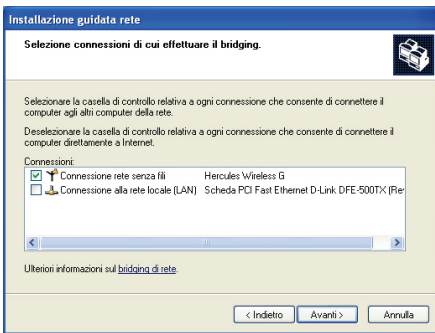 Installazione guidata rete
Selezione connessioni di cui effettuare il bridging.
Selezionare la casella di controllo relativa a ogni connessione che consente di connettere il
computer agli altri computer della rete.
Deselezionare la casella di controllo relativa a ogni connessione che consente di connettere il
computer direttamente a Internet.
Connessioni:
Connessione rete senza fili Hercules Wireless G
Connessione alla rete locale (LAN) Scheda PCI Fast Ethernet D-Link DFE-500TX (Re
Ulteriori informazioni sul bridging di rete.
< Indietro Avanti > Annulla